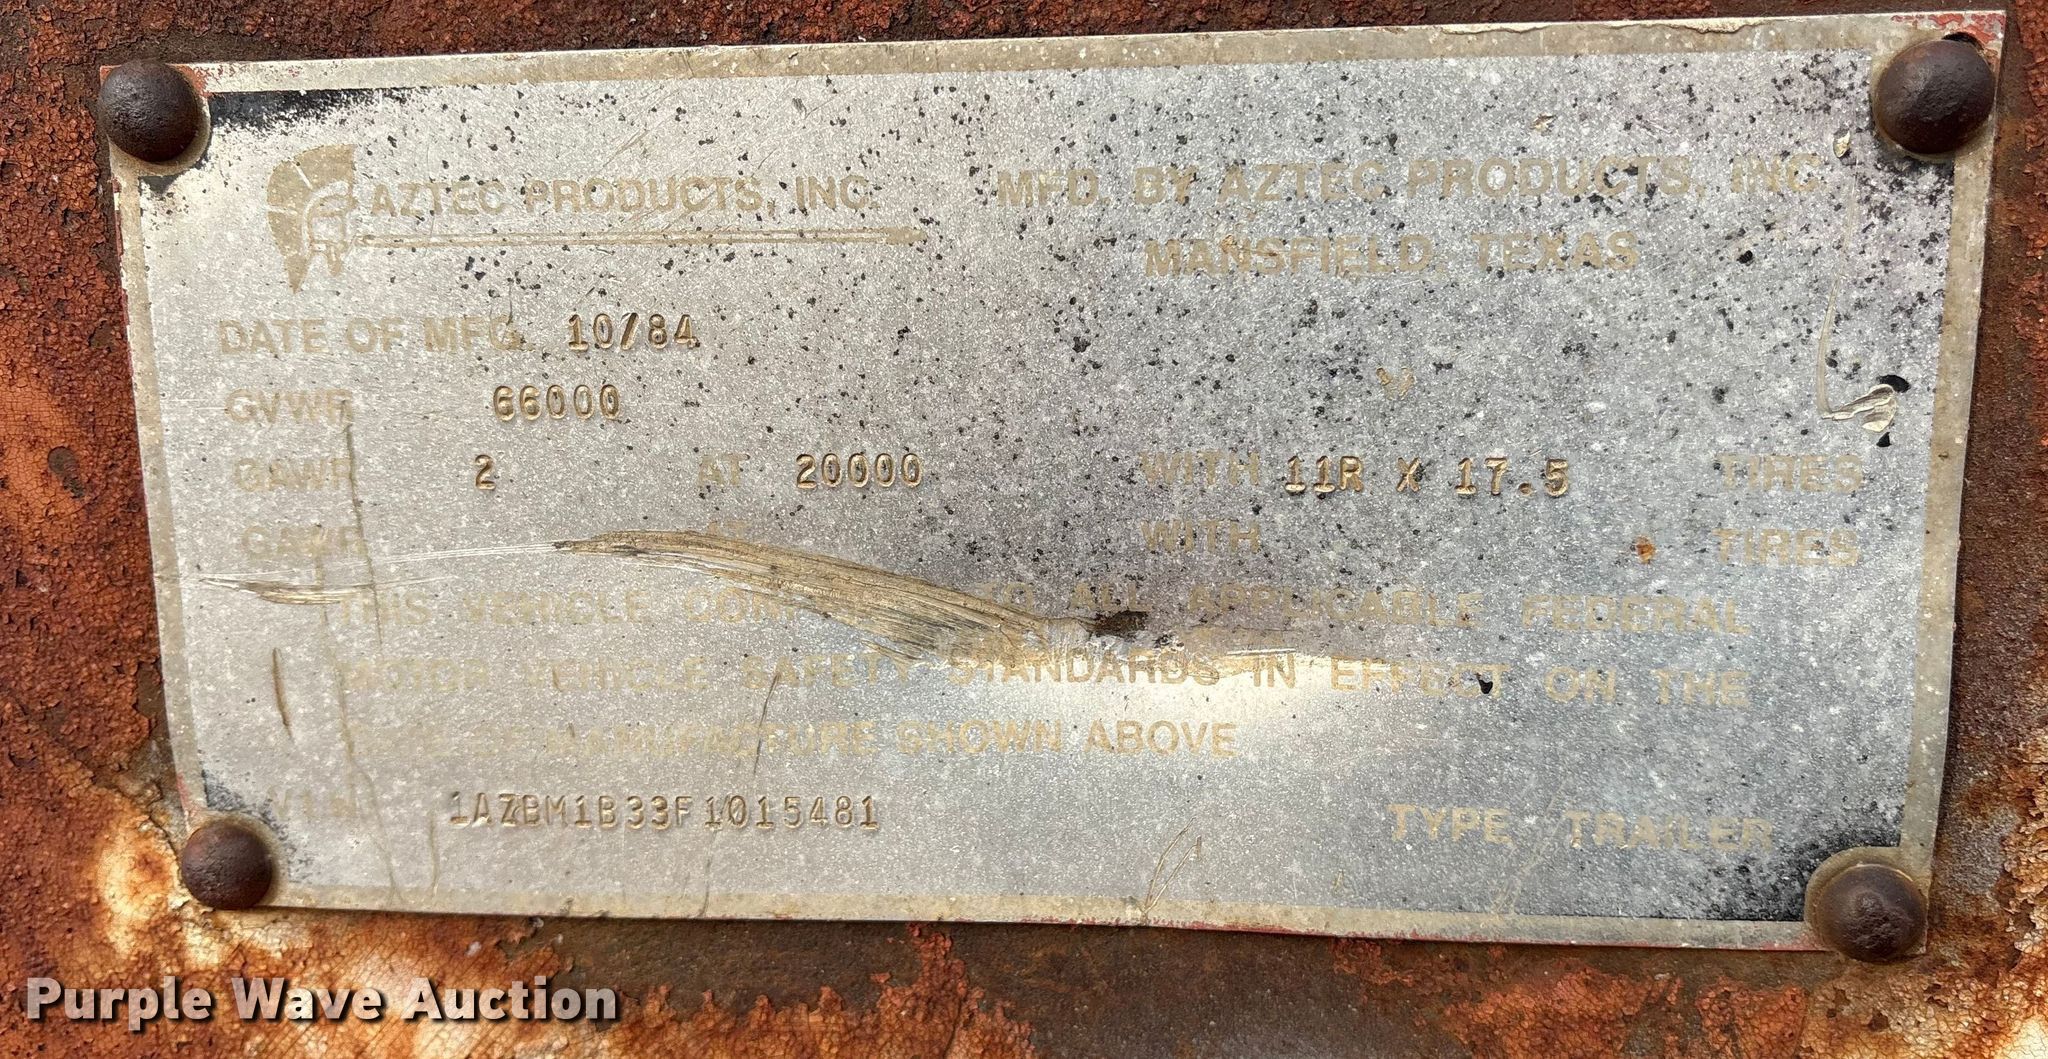 AZTEC PRODUCTS, INC.
MFD. BY AZTEC PRODUCTS, INC.
MANSFIELD, TEXAS
DATE OF MFG. 10/84
GVWR 66000
GAWR 2 AT 20000 WITH 11R X 17.5 TIRES
GAWR AT WITH TIRES
THIS VEHICLE TO ALL APPLICABLE FEDERAL
MOTOR VEHICLE SAFETY STANDARDS IN EFFECT ON THE
MANUFACTURE SHOWN ABOVE
VIN 1AZBM1B33F1015481 TYPE TRAILER
Purple Wave Auction